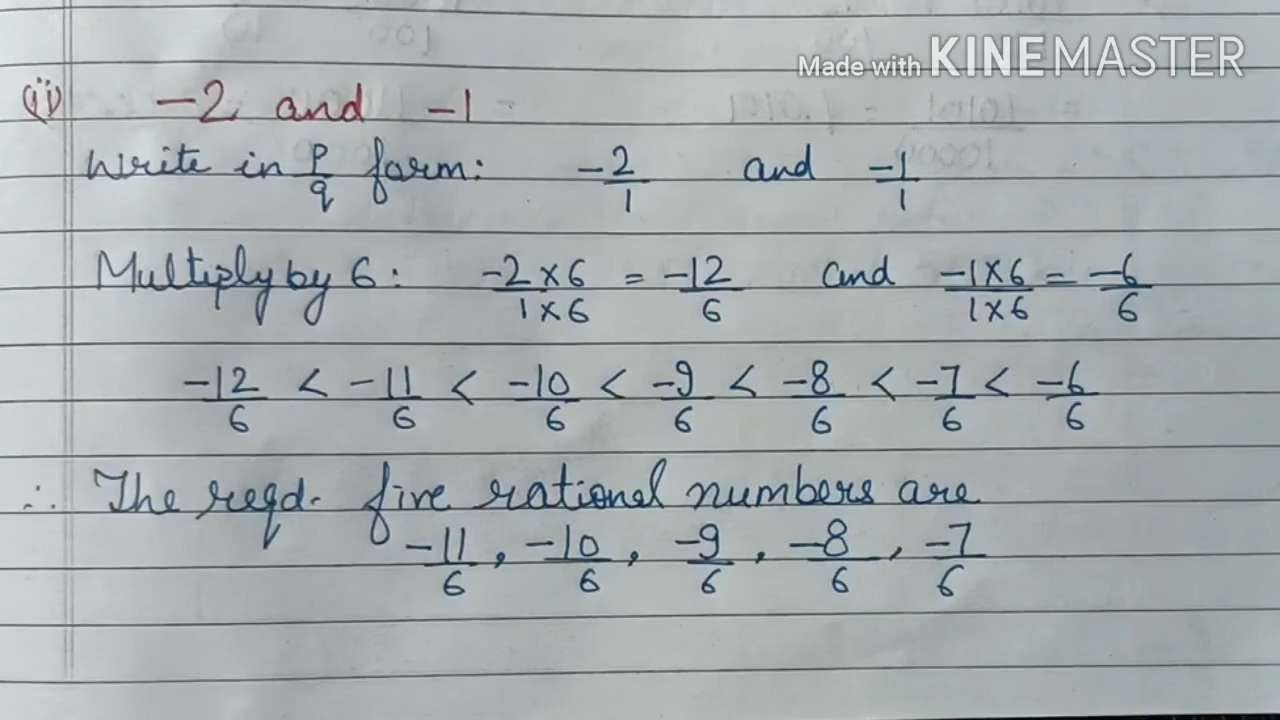 Made with KINEMASTER
(ii) -2 and -1
Write in p/q form: -2/1 and -1/1
Multiply by 6: -2×6/1×6 = -12/6 and -1×6/1×6 = -6/6
-12/6 < -11/6 < -10/6 < -9/6 < -8/6 < -7/6 < -6/6
∴ The reqd. five rational numbers are
-11/6, -10/6, -9/6, -8/6, -7/6